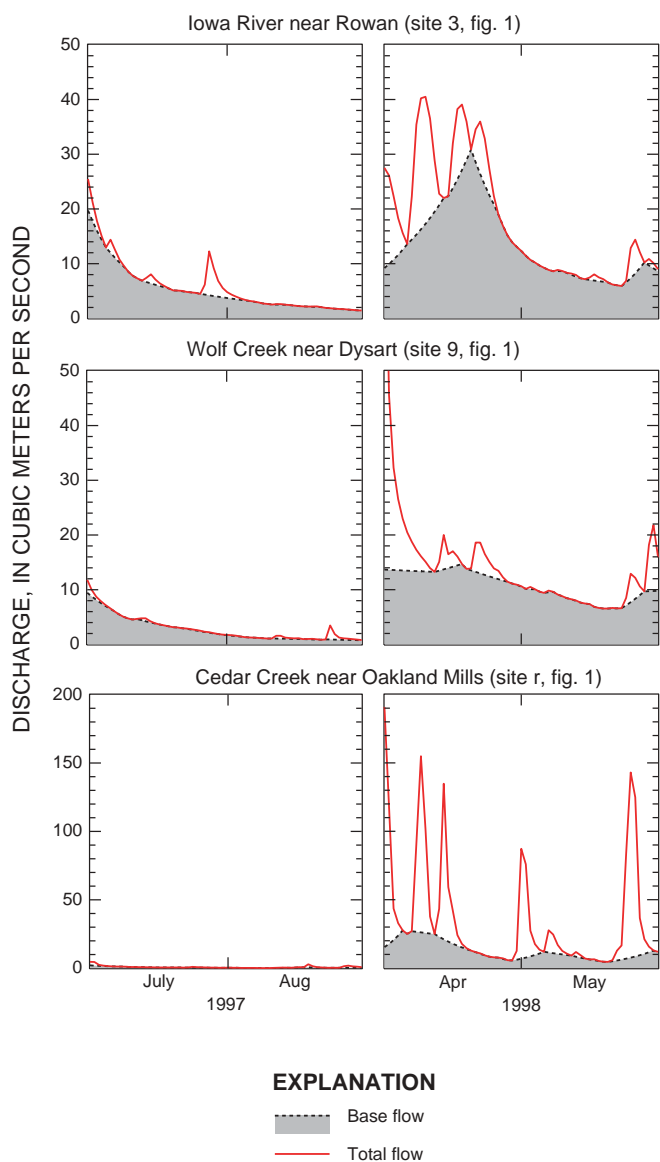 Iowa River near Rowan (site 3, fig. 1)
50
40
30
20
10
0
Wolf Creek near Dysart (site 9, fig. 1)
50
40
30
20
10
0
Cedar Creek near Oakland Mills (site r, fig. 1)
200
150
100
50
0
DISCHARGE, IN CUBIC METERS PER SECOND
July Aug Apr May
1997 1998
EXPLANATION
Base flow
Total flow